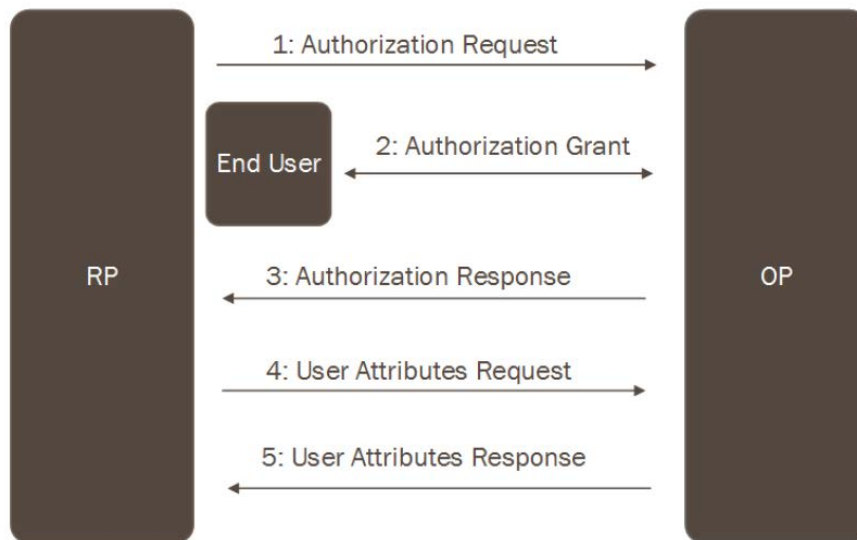 1: Authorization Request
End User
2: Authorization Grant
RP
3: Authorization Response
OP
4: User Attributes Request
5: User Attributes Response